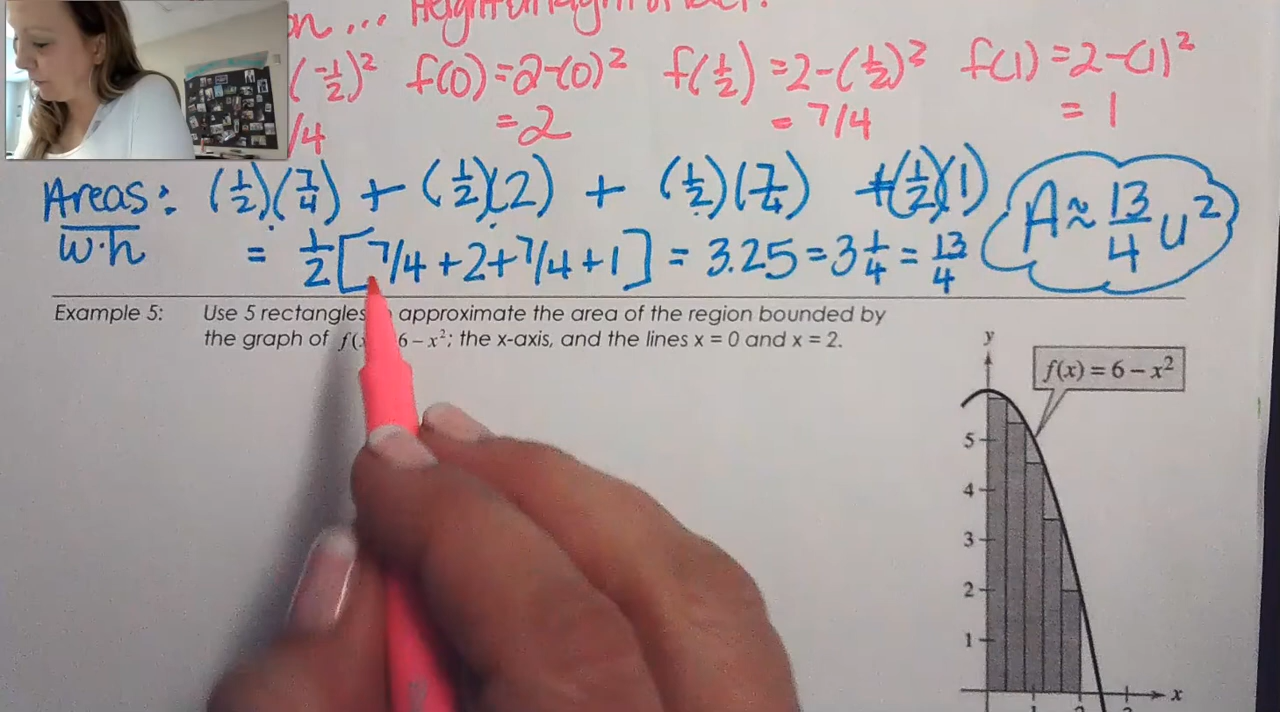 on... Height on Right of Rect.
(-1/2)² f(0)=2-(0)² f(1/2)=2-(1/2)² f(1)=2-(1)²
/4 =2 = 7/4 = 1
Areas: (1/2)(7/4) + (1/2)(2) + (1/2)(7/4) +(1/2)(1)
w·h = 1/2[7/4+2+7/4+1] = 3.25=3 1/4 = 13/4
A≈ 13/4 u²
Example 5: Use 5 rectangles approximate the area of the region bounded by
the graph of f(x 6 – x²; the x-axis, and the lines x = 0 and x = 2.
y
f(x) = 6 – x²
5
4
3
2
1
x